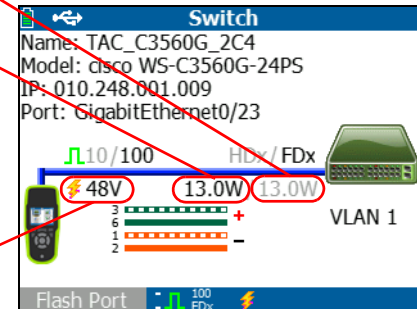 Switch
Name: TAC_C3560G_2C4
Model: cisco WS-C3560G-24PS
IP: 010.248.001.009
Port: GigabitEthernet0/23
10/100 HDx/FDx
48V 13.0W 13.0W
3
6 +
1
2 –
VLAN 1
Flash Port 100
FDx